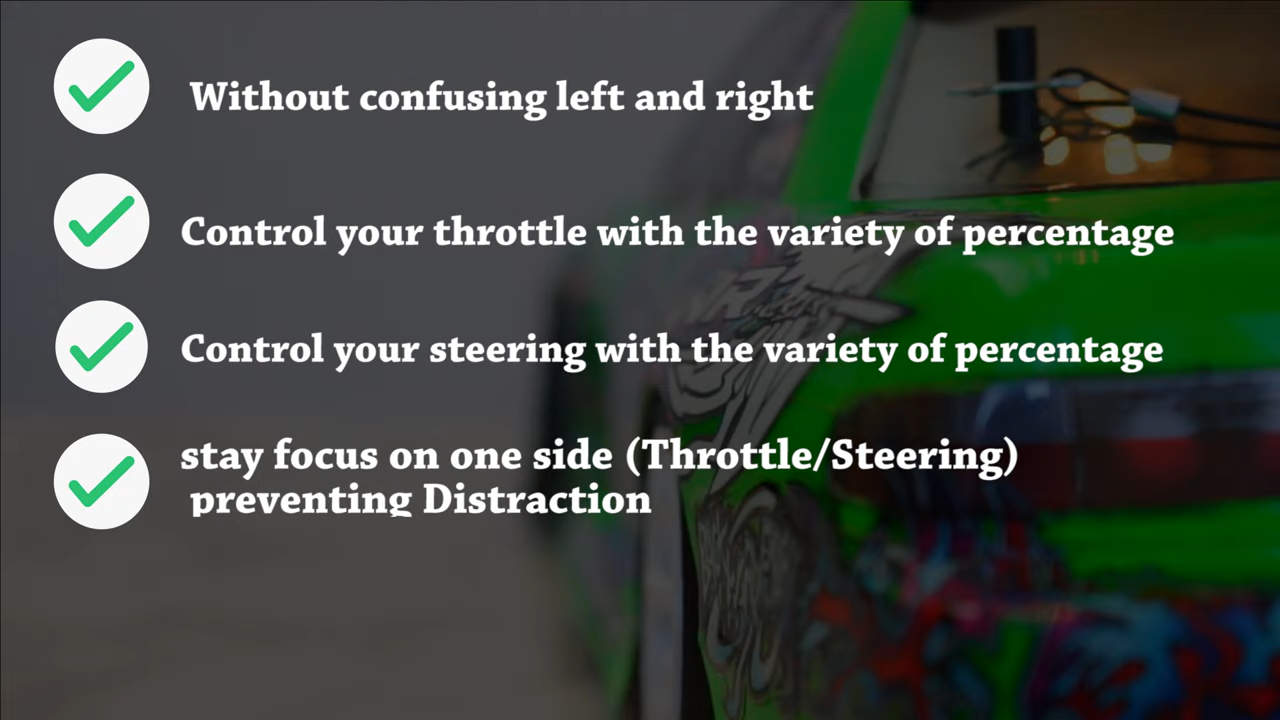 Without confusing left and right
Control your throttle with the variety of percentage
Control your steering with the variety of percentage
stay focus on one side (Throttle/Steering)
preventing Distraction